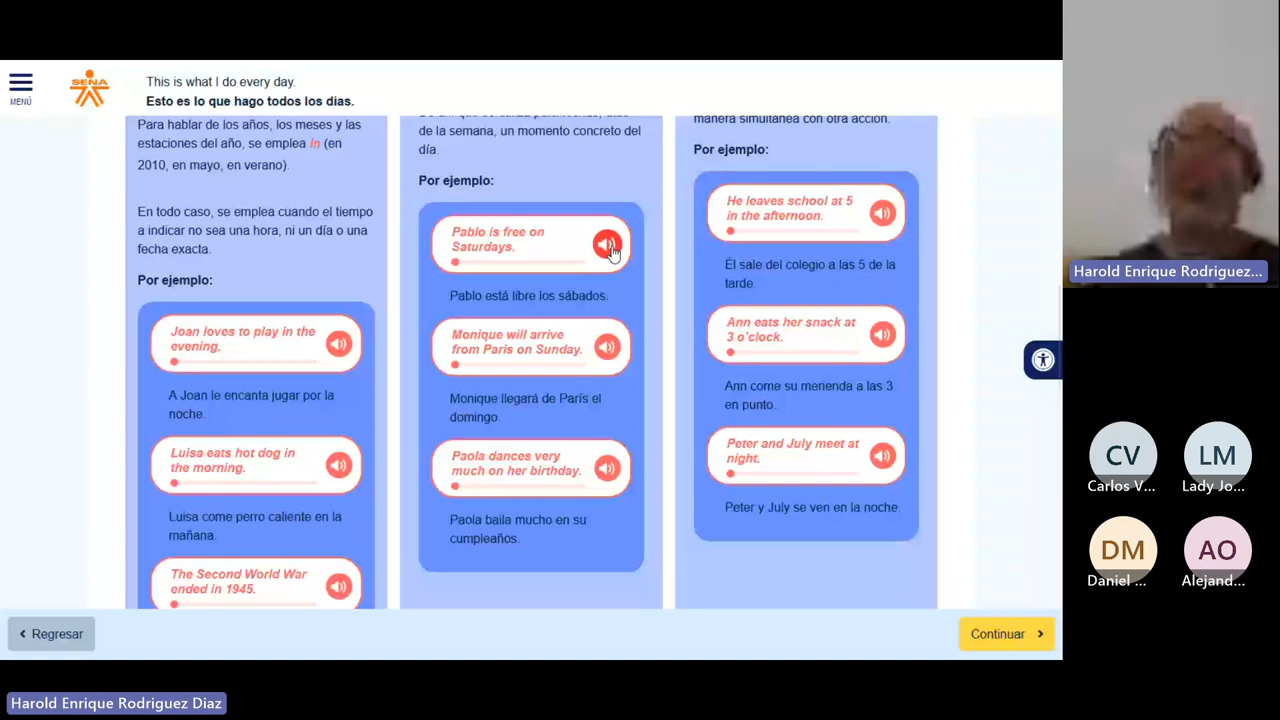 MENÚ
SENA
This is what I do every day.
Esto es lo que hago todos los dias.
Para hablar de los años, los meses y las
estaciones del año, se emplea in (en
2010, en mayo, en verano).
En todo caso, se emplea cuando el tiempo
a indicar no sea una hora, ni un día o una
fecha exacta.
Por ejemplo:
Joan loves to play in the
evening.
A Joan le encanta jugar por la
noche.
Luisa eats hot dog in
the morning.
Luisa come perro caliente en la
mañana.
The Second World War
ended in 1945.
de la semana, un momento concreto del
día.
Por ejemplo:
Pablo is free on
Saturdays.
Pablo está libre los sábados.
Monique will arrive
from Paris on Sunday.
Monique llegará de París el
domingo.
Paola dances very
much on her birthday.
Paola baila mucho en su
cumpleaños.
manera simultánea con otra acción.
Por ejemplo:
He leaves school at 5
in the afternoon.
Él sale del colegio a las 5 de la
tarde.
Ann eats her snack at
3 o'clock.
Ann come su merienda a las 3
en punto.
Peter and July meet at
night.
Peter y July se ven en la noche.
Regresar
Continuar
Harold Enrique Rodriguez...
CV
Carlos V...
LM
Lady Jo...
DM
Daniel ...
AO
Alejand...
Harold Enrique Rodriguez Diaz